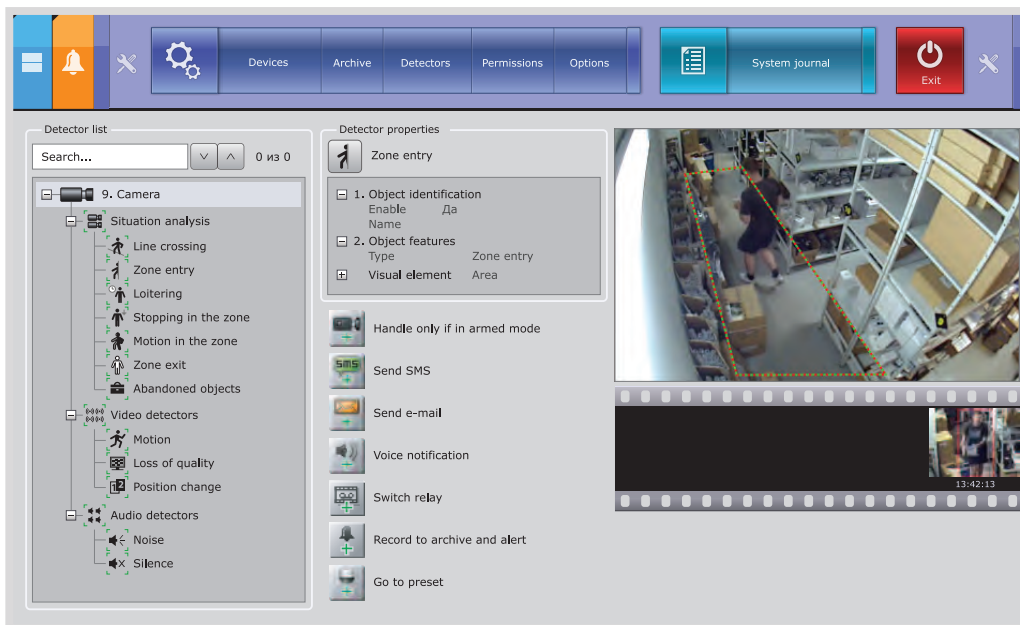 Devices
Archive
Detectors
Permissions
Options
System journal
Exit
Detector list
Search...
0 из 0
9. Camera
Situation analysis
Line crossing
Zone entry
Loitering
Stopping in the zone
Motion in the zone
Zone exit
Abandoned objects
Video detectors
Motion
Loss of quality
Position change
Audio detectors
Noise
Silence
Detector properties
Zone entry
1. Object identification
Enable Да
Name
2. Object features
Type Zone entry
Visual element Area
Handle only if in armed mode
SMS
Send SMS
Send e-mail
Voice notification
Switch relay
Record to archive and alert
Go to preset
13:42:13